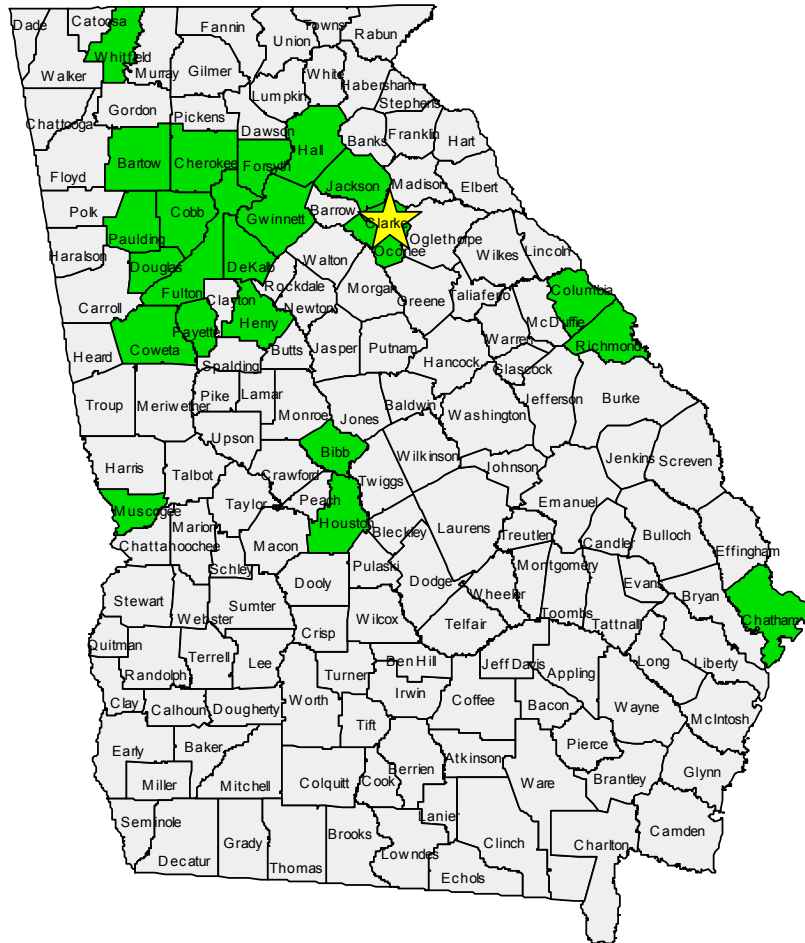 Dade
Catoosa
Whitfield
Fannin
Union
Towns
Rabun
Walker
Murray
Gilmer
White
Habersham
Stephens
Lumpkin
Chattooga
Gordon
Pickens
Dawson
Banks
Franklin
Hart
Hall
Floyd
Bartow
Cherokee
Forsyth
Jackson
Madison
Elbert
Polk
Cobb
Gwinnett
Barrow
Clarke
Oglethorpe
Paulding
Haralson
Douglas
DeKalb
Walton
Oconee
Wilkes
Lincoln
Carroll
Fulton
Clayton
Rockdale
Newton
Morgan
Greene
Taliaferro
Columbia
McDuffie
Heard
Coweta
Fayette
Henry
Butts
Jasper
Putnam
Hancock
Warren
Glascock
Richmond
Spalding
Troup
Meriwether
Pike
Lamar
Monroe
Jones
Baldwin
Washington
Jefferson
Burke
Upson
Bibb
Wilkinson
Johnson
Jenkins
Screven
Harris
Talbot
Crawford
Twiggs
Emanuel
Muscogee
Taylor
Peach
Houston
Bleckley
Laurens
Treutlen
Candler
Bulloch
Effingham
Chattahoochee
Marion
Schley
Macon
Dooly
Pulaski
Dodge
Wheeler
Montgomery
Toombs
Evans
Bryan
Chatham
Stewart
Webster
Sumter
Crisp
Wilcox
Telfair
Tattnall
Quitman
Randolph
Terrell
Lee
Turner
Ben Hill
Jeff Davis
Appling
Long
Liberty
Clay
Calhoun
Dougherty
Worth
Irwin
Coffee
Bacon
Wayne
McIntosh
Early
Baker
Tift
Pierce
Miller
Mitchell
Colquitt
Cook
Berrien
Atkinson
Ware
Brantley
Glynn
Seminole
Decatur
Grady
Thomas
Brooks
Lowndes
Lanier
Clinch
Echols
Charlton
Camden